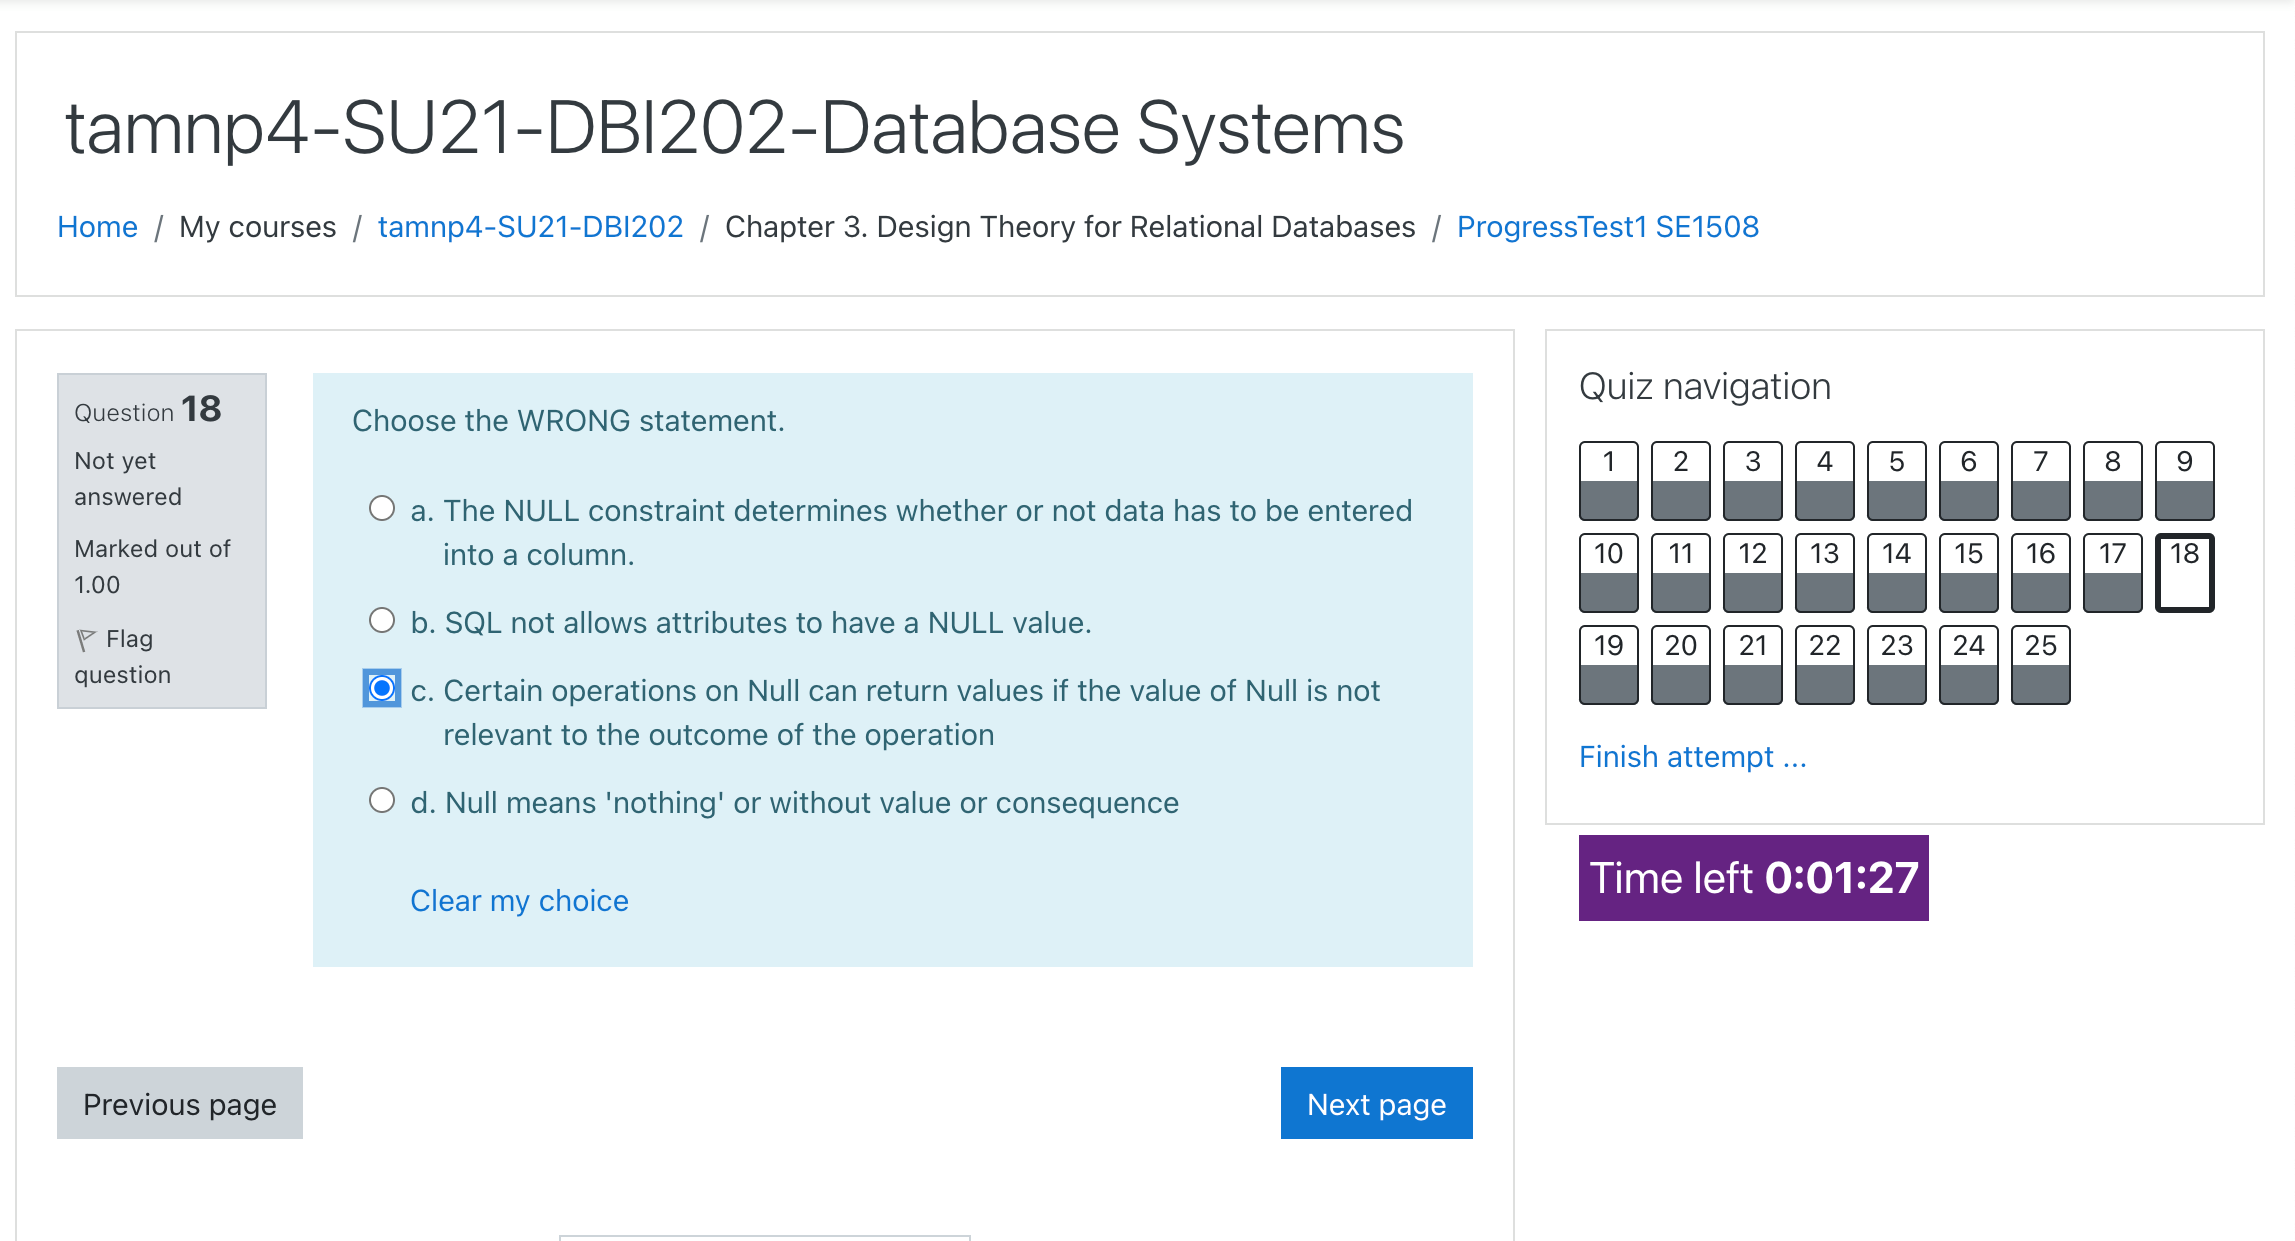 tamnp4-SU21-DBI202-Database Systems
Home / My courses / tamnp4-SU21-DBI202 / Chapter 3. Design Theory for Relational Databases / ProgressTest1 SE1508
Question 18
Not yet
answered
Marked out of
1.00
Flag
question
Choose the WRONG statement.
a. The NULL constraint determines whether or not data has to be entered
into a column.
b. SQL not allows attributes to have a NULL value.
c. Certain operations on Null can return values if the value of Null is not
relevant to the outcome of the operation
d. Null means 'nothing' or without value or consequence
Clear my choice
Previous page
Next page
Quiz navigation
1 2 3 4 5 6 7 8 9
10 11 12 13 14 15 16 17 18
19 20 21 22 23 24 25
Finish attempt ...
Time left 0:01:27